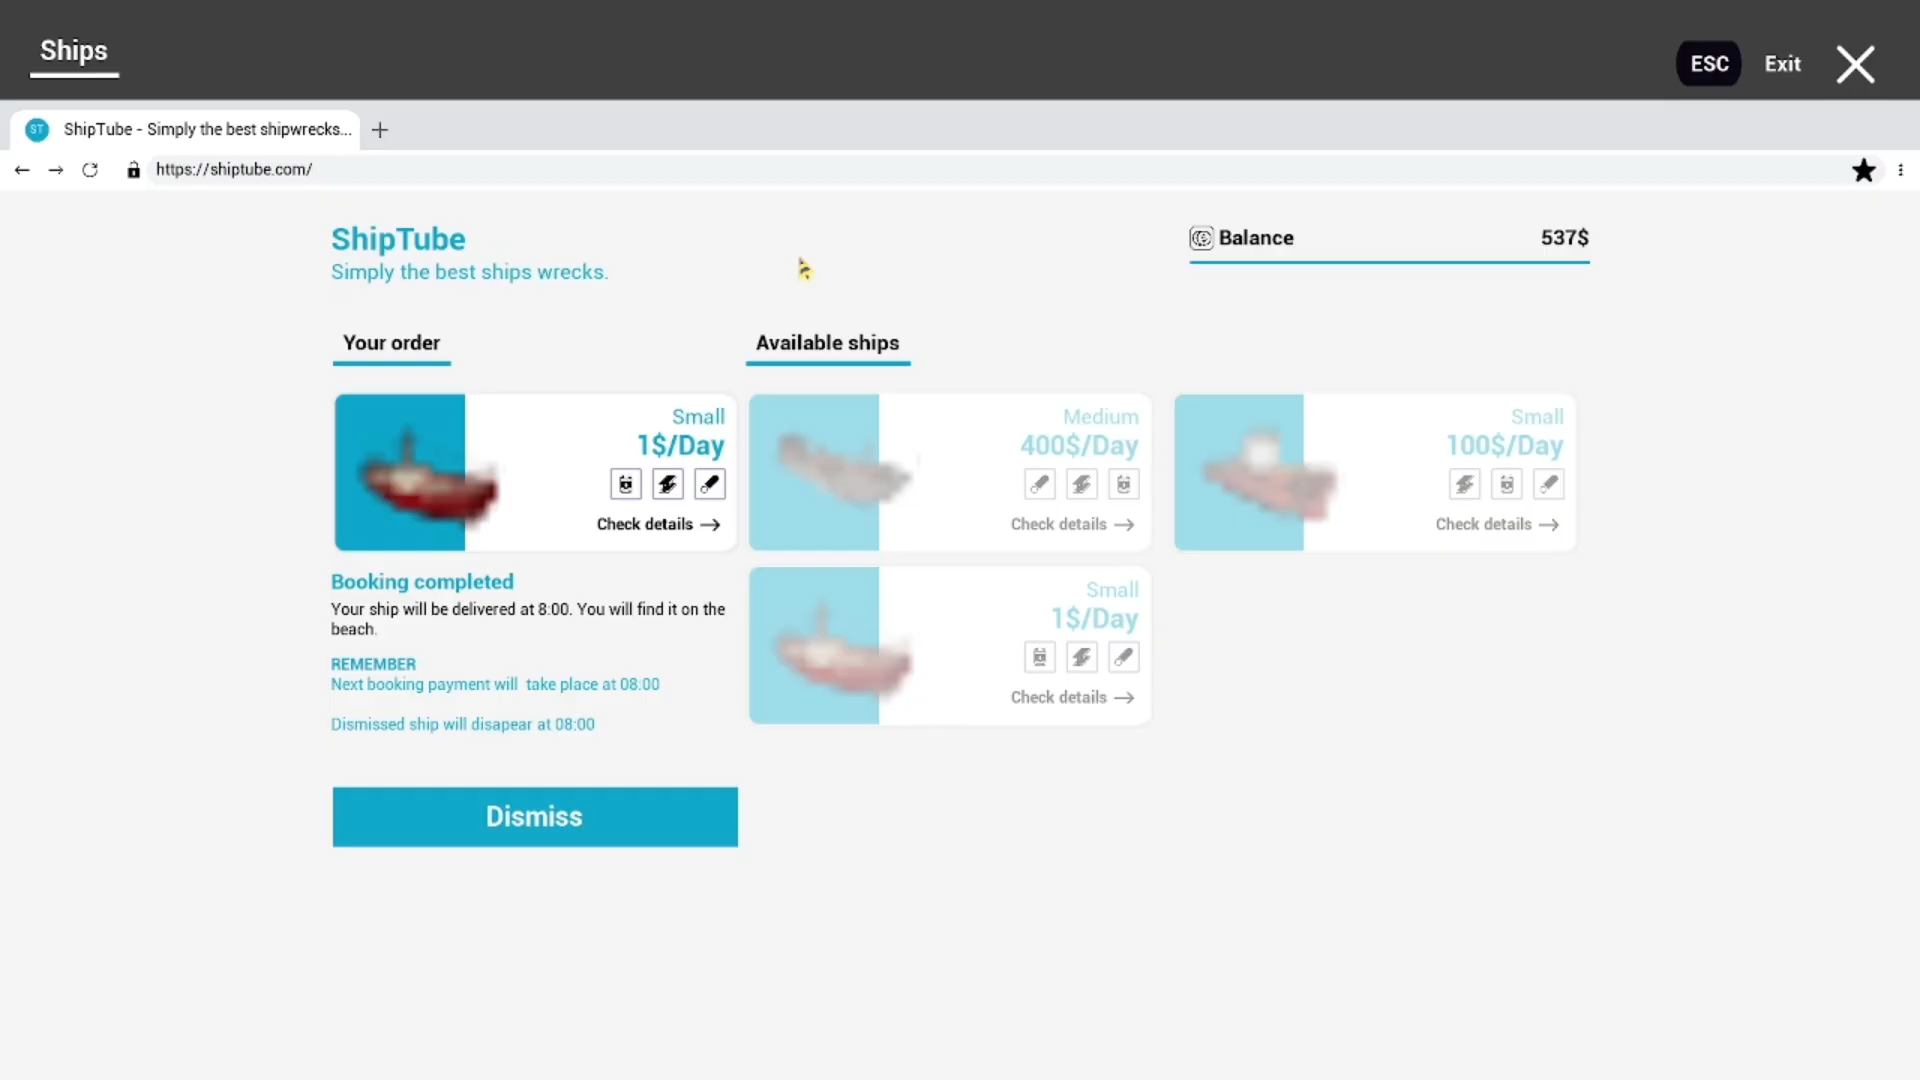 Ships
ESC Exit
ST ShipTube - Simply the best shipwrecks...
https://shiptube.com/
ShipTube
Simply the best ships wrecks.
Balance 537$
Your order
Available ships
Small
1$/Day
Check details
Medium
400$/Day
Check details
Small
100$/Day
Check details
Booking completed
Your ship will be delivered at 8:00. You will find it on the
beach.
REMEMBER
Next booking payment will take place at 08:00
Dismissed ship will disapear at 08:00
Small
1$/Day
Check details
Dismiss